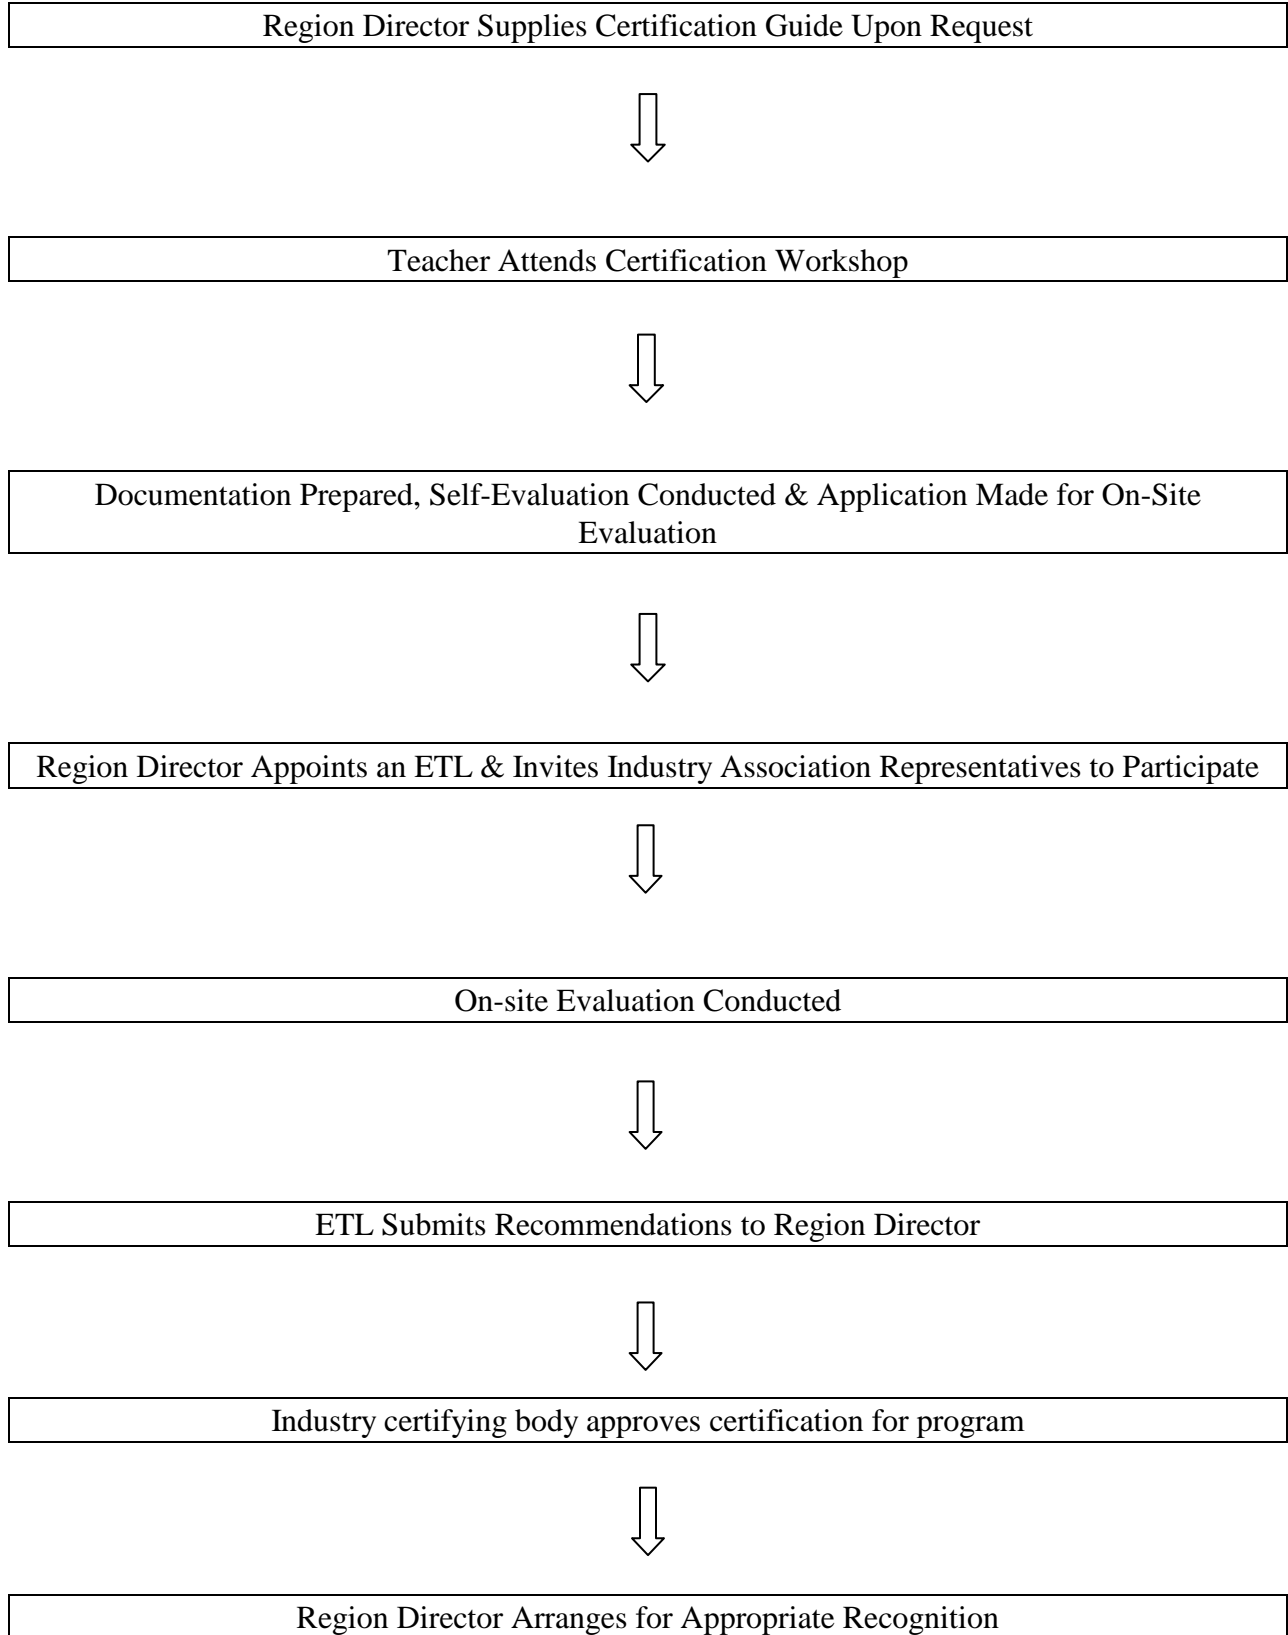 Region Director Supplies Certification Guide Upon Request
Teacher Attends Certification Workshop
Documentation Prepared, Self-Evaluation Conducted & Application Made for On-Site
Evaluation
Region Director Appoints an ETL & Invites Industry Association Representatives to Participate
On-site Evaluation Conducted
ETL Submits Recommendations to Region Director
Industry certifying body approves certification for program
Region Director Arranges for Appropriate Recognition